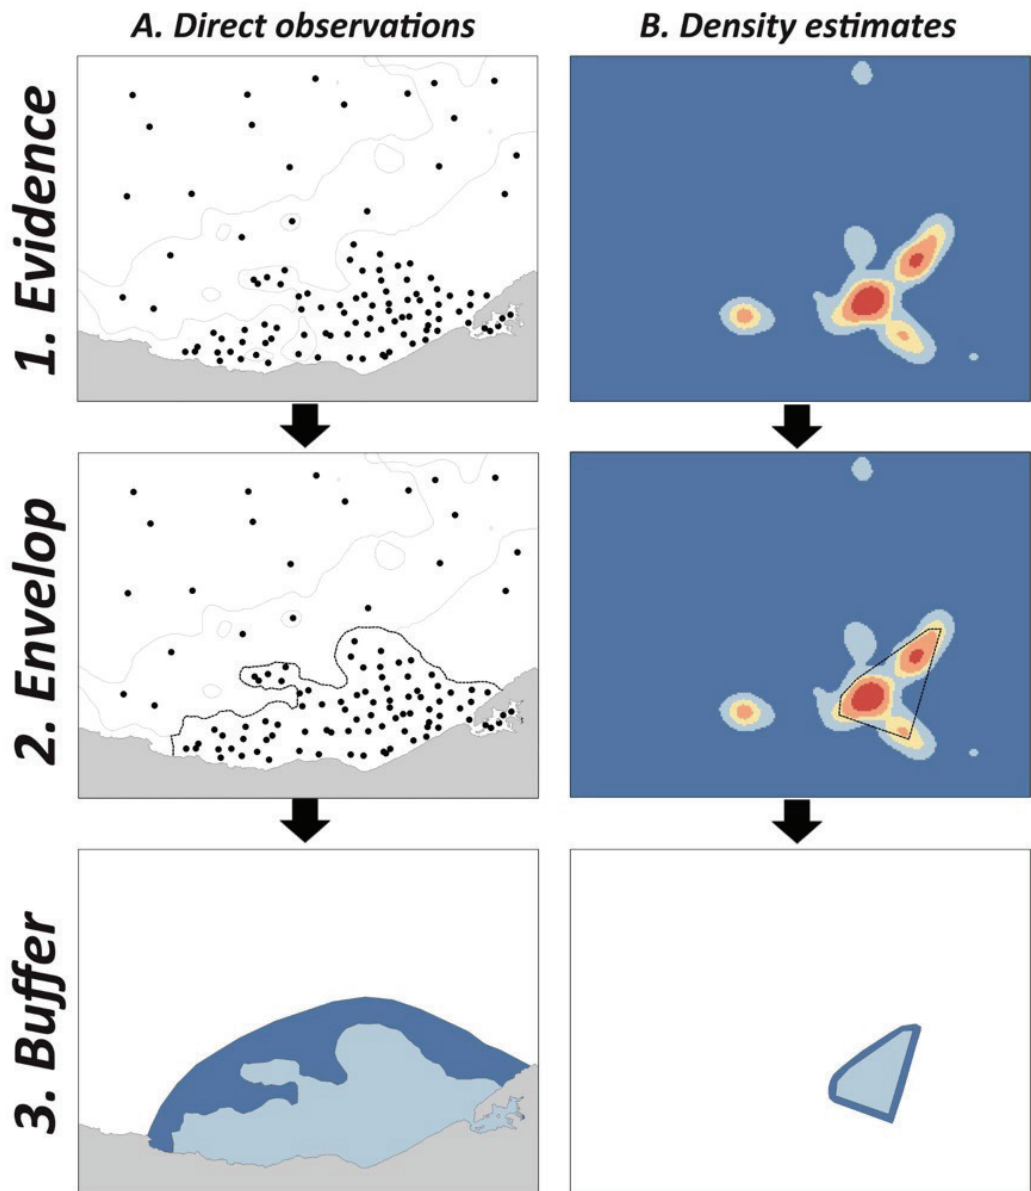 A. Direct observations
B. Density estimates
1. Evidence
2. Envelop
3. Buffer